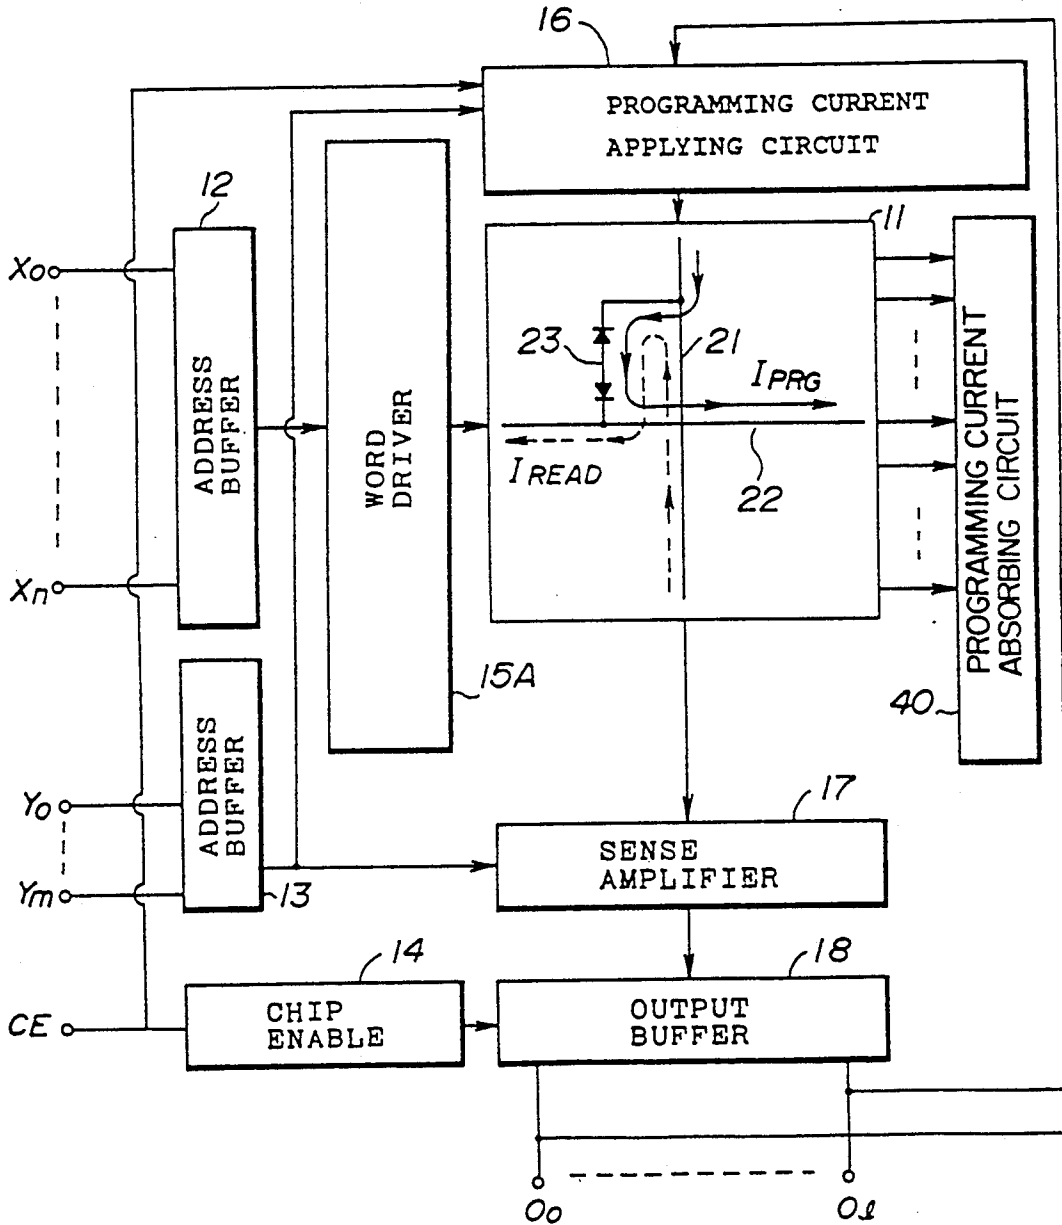 16
PROGRAMMING CURRENT
APPLYING CIRCUIT
12
11
Xo
ADDRESS
BUFFER
WORD
DRIVER
23
21
IPRG
IREAD
22
PROGRAMMING CURRENT
ABSORBING CIRCUIT
Xn
15A
40
ADDRESS
BUFFER
Yo
17
SENSE
AMPLIFIER
Ym
13
14
18
CE
CHIP
ENABLE
OUTPUT
BUFFER
Oo
Ol